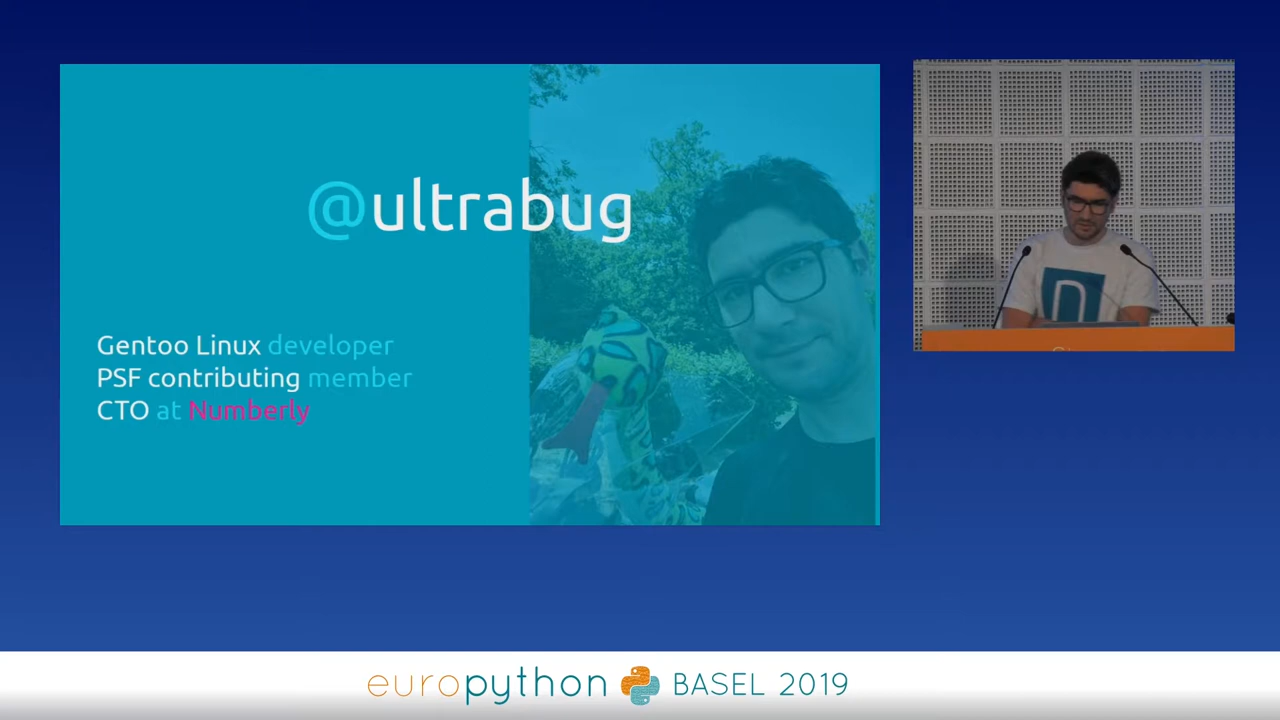 @ultrabug
Gentoo Linux developer
PSF contributing member
CTO at Numberly
n
europython BASEL 2019